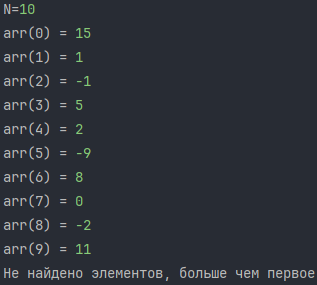 N=10
arr(0) = 15
arr(1) = 1
arr(2) = -1
arr(3) = 5
arr(4) = 2
arr(5) = -9
arr(6) = 8
arr(7) = 0
arr(8) = -2
arr(9) = 11
Не найдено элементов, больше чем первое